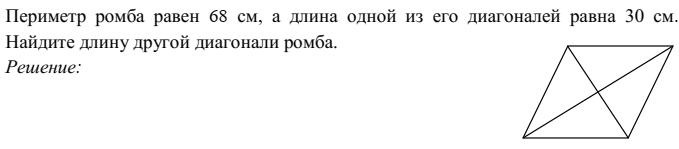 Периметр ромба равен 68 см, а длина одной из его диагоналей равна 30 см.
Найдите длину другой диагонали ромба.
Решение: